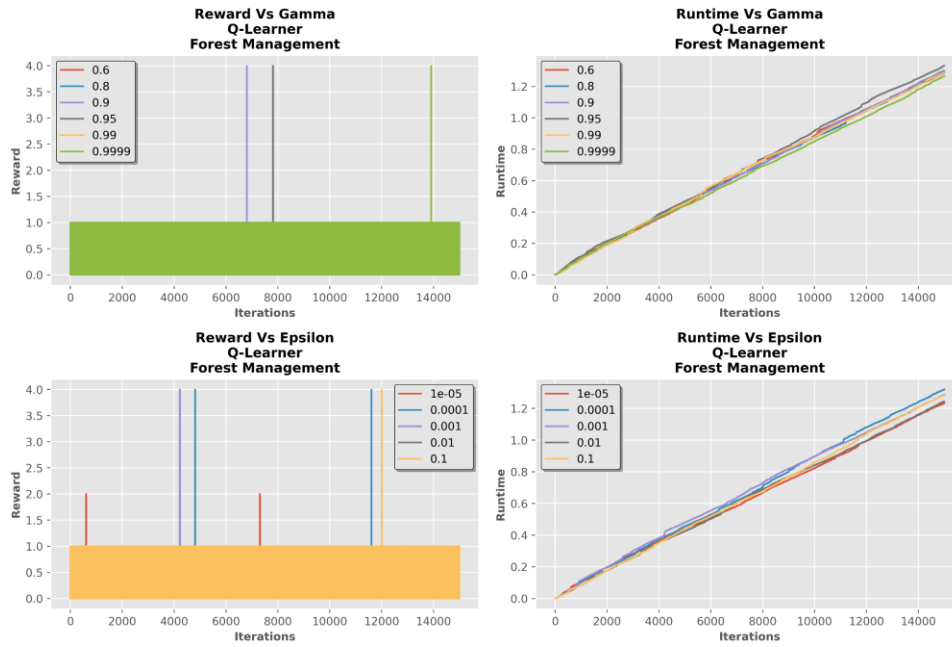 Reward Vs Gamma
Q-Learner
Forest Management
4.0
3.5
3.0
2.5
2.0
1.5
1.0
0.5
0.0
Reward
0.6
0.8
0.9
0.95
0.99
0.9999
0 2000 4000 6000 8000 10000 12000 14000
Iterations
Runtime Vs Gamma
Q-Learner
Forest Management
1.2
1.0
0.8
0.6
0.4
0.2
0.0
Runtime
0.6
0.8
0.9
0.95
0.99
0.9999
0 2000 4000 6000 8000 10000 12000 14000
Iterations
Reward Vs Epsilon
Q-Learner
Forest Management
4.0
3.5
3.0
2.5
2.0
1.5
1.0
0.5
0.0
Reward
1e-05
0.0001
0.001
0.01
0.1
0 2000 4000 6000 8000 10000 12000 14000
Iterations
Runtime Vs Epsilon
Q-Learner
Forest Management
1.2
1.0
0.8
0.6
0.4
0.2
0.0
Runtime
1e-05
0.0001
0.001
0.01
0.1
0 2000 4000 6000 8000 10000 12000 14000
Iterations